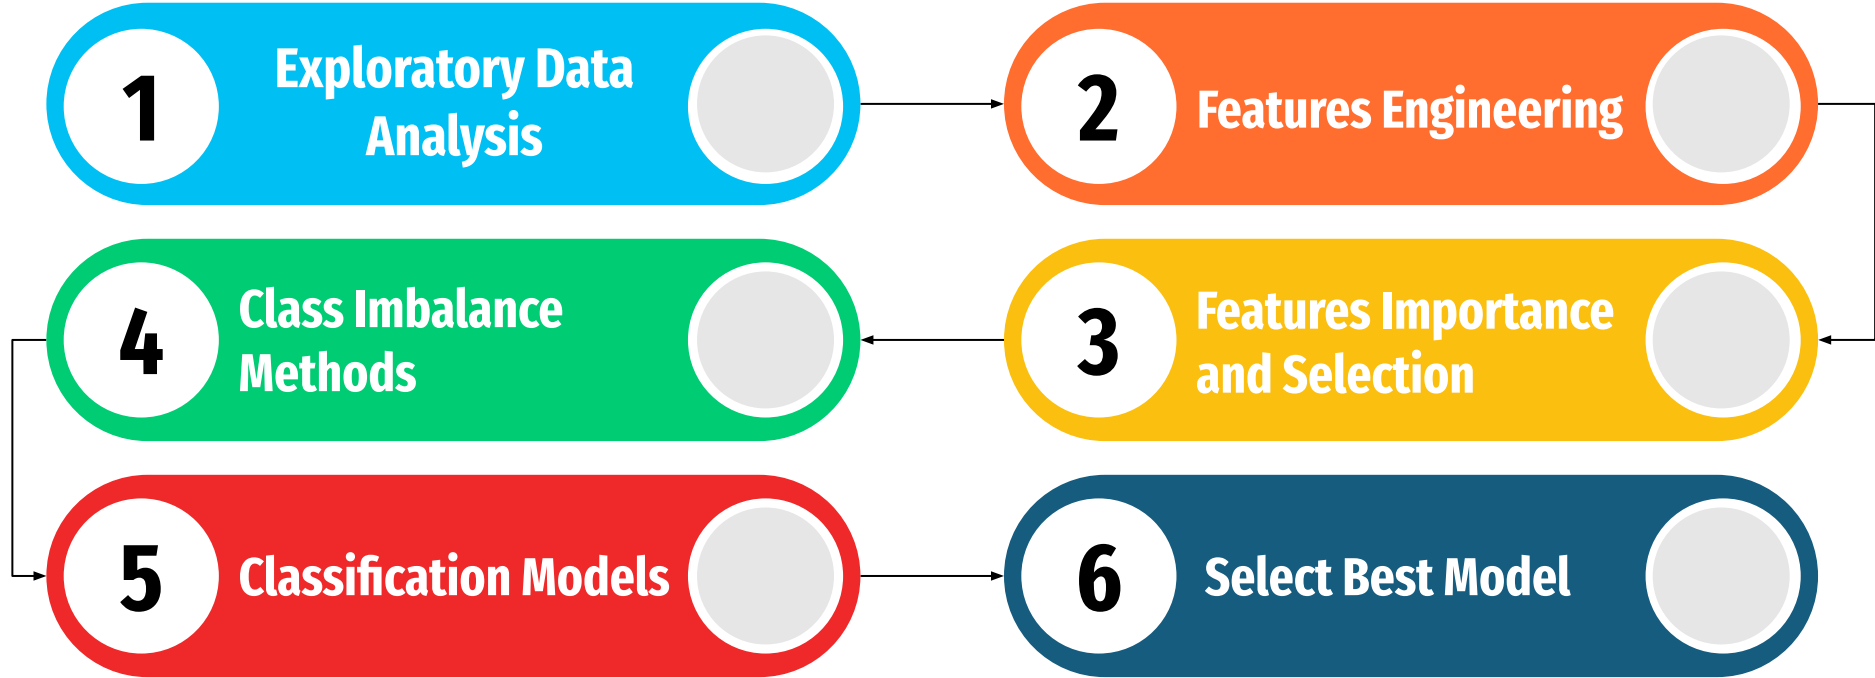 1
Exploratory Data
Analysis
2
Features Engineering
3
Features Importance
and Selection
4
Class Imbalance
Methods
5
Classification Models
6
Select Best Model